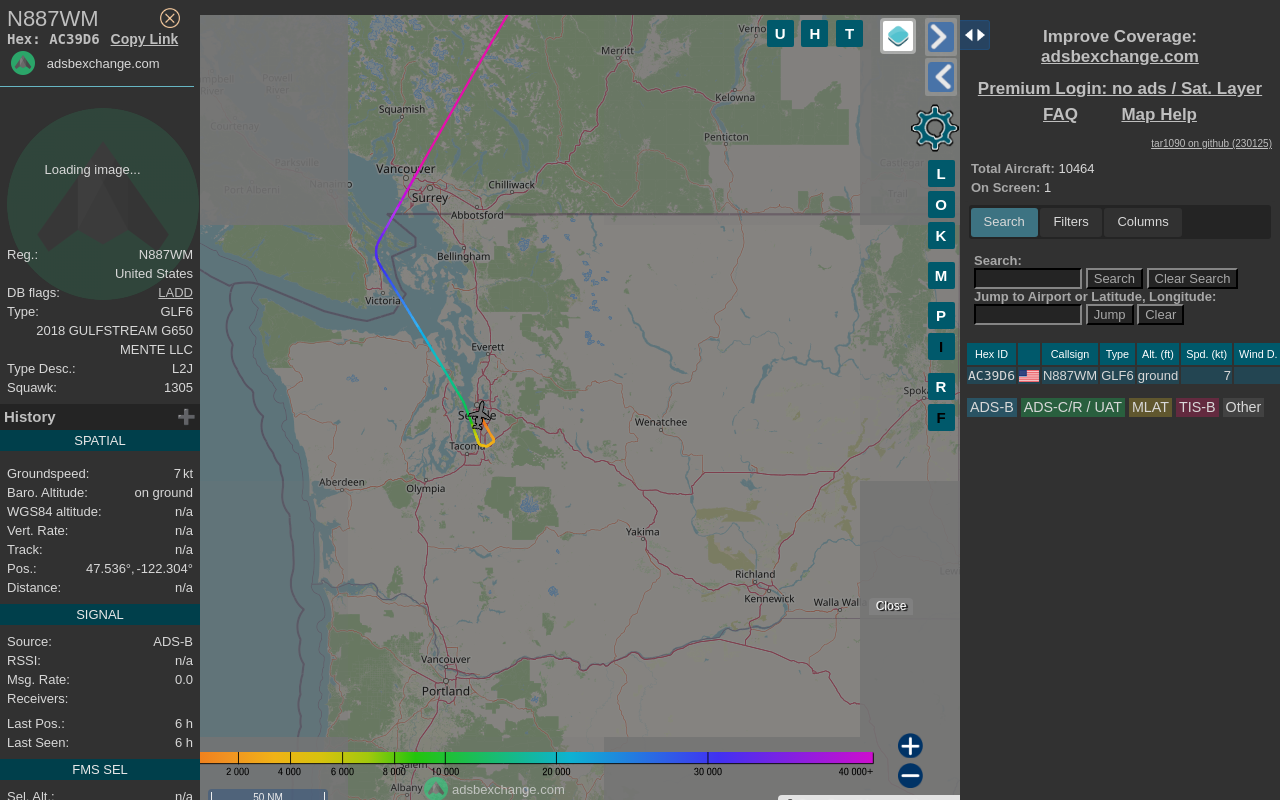 N887WM
Hex: AC39D6 Copy Link
adsbexchange.com
Loading image...
Reg.: N887WM
United States
DB flags: LADD
Type: GLF6
2018 GULFSTREAM G650
MENTE LLC
Type Desc.: L2J
Squawk: 1305
History
SPATIAL
Groundspeed: 7 kt
Baro. Altitude: on ground
WGS84 altitude: n/a
Vert. Rate: n/a
Track: n/a
Pos.: 47.536°, -122.304°
Distance: n/a
SIGNAL
Source: ADS-B
RSSI: n/a
Msg. Rate: 0.0
Receivers:
Last Pos.: 6 h
Last Seen: 6 h
FMS SEL
Sel. Alt.: n/a
U H T
L
O
K
M
P
I
R
F
Merritt
Kelowna
Squamish
Penticton
Vancouver
Chilliwack
Surrey
Abbotsford
Bellingham
Victoria
Everett
Wenatchee
Tacoma
Aberdeen
Olympia
Yakima
Richland
Kennewick
Walla Wal
Close
Vancouver
Portland
2 000 4 000 6 000 8 000 10 000 20 000 30 000 40 000+
Albany
adsbexchange.com
50 NM
Improve Coverage:
adsbexchange.com
Premium Login: no ads / Sat. Layer
FAQ Map Help
tar1090 on github (230125)
Total Aircraft: 10464
On Screen: 1
Search Filters Columns
Search:
Search Clear Search
Jump to Airport or Latitude, Longitude:
Jump Clear
Hex ID Callsign Type Alt. (ft) Spd. (kt) Wind D.
AC39D6 N887WM GLF6 ground 7
ADS-B ADS-C/R / UAT MLAT TIS-B Other